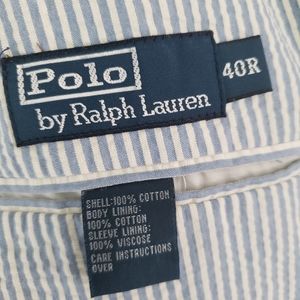 Polo 40R
by Ralph Lauren
SHELL:100% COTTON
BODY LINING:
100% COTTON
SLEEVE LINING:
100% VISCOSE
CARE INSTRUCTIONS
OVER